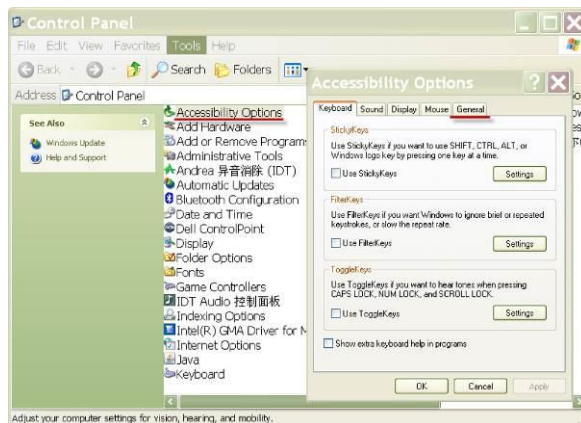 Control Panel
File Edit View Favorites Tools Help
Back Search Folders
Address Control Panel
See Also
Windows Update
Help and Support
Accessibility Options
Add Hardware
Add or Remove Program
Administrative Tools
Andrea 异音消除 (IDT)
Automatic Updates
Bluetooth Configuration
Date and Time
Dell ControlPoint
Display
Folder Options
Fonts
Game Controllers
IDT Audio 控制面板
Indexing Options
Intel(R) GMA Driver for M
Internet Options
Java
Keyboard
Accessibility Options
Keyboard Sound Display Mouse General
StickyKeys
Use StickyKeys if you want to use SHIFT, CTRL, ALT, or
Windows logo key by pressing one key at a time.
Use StickyKeys Settings
FilterKeys
Use FilterKeys if you want Windows to ignore brief or repeated
keystrokes, or slow the repeat rate.
Use FilterKeys Settings
ToggleKeys
Use ToggleKeys if you want to hear tones when pressing
CAPS LOCK, NUM LOCK, and SCROLL LOCK.
Use ToggleKeys Settings
Show extra keyboard help in programs
OK Cancel Apply
Adjust your computer settings for vision, hearing, and mobility.